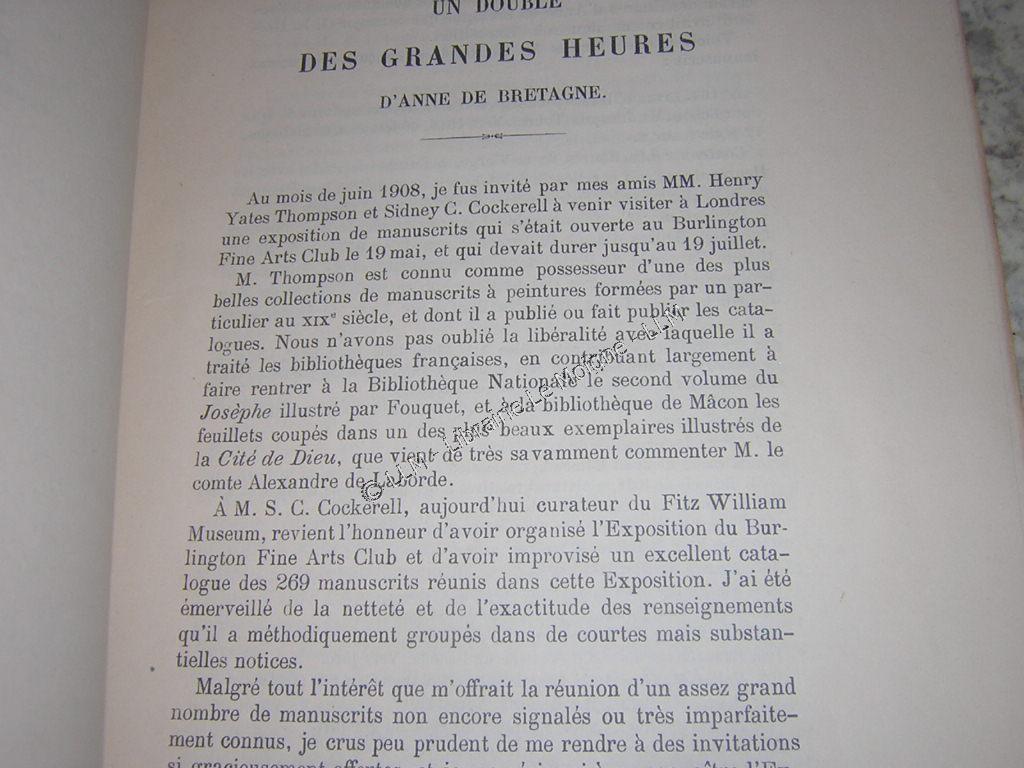 UN DOUBLE
DES GRANDES HEURES
D'ANNE DE BRETAGNE.
Au mois de juin 1908, je fus invité par mes amis MM. Henry
Yates Thompson et Sidney C. Cockerell à venir visiter à Londres
une exposition de manuscrits qui s'était ouverte au Burlington
Fine Arts Club le 19 mai, et qui devait durer jusqu'au 19 juillet.
M. Thompson est connu comme possesseur d'une des plus
belles collections de manuscrits à peintures formées par un par-
ticulier au XIXe siècle, et dont il a publié ou fait publier les cata-
logues. Nous n'avons pas oublié la libéralité avec laquelle il a
traité les bibliothèques françaises, en contribuant largement à
faire rentrer à la Bibliothèque Nationale le second volume du
Josèphe illustré par Fouquet, et à la bibliothèque de Mâcon les
feuillets coupés dans un des plus beaux exemplaires illustrés de
la Cité de Dieu, que vient de très savamment commenter M. le
comte Alexandre de Laborde.
À M. S. C. Cockerell, aujourd'hui curateur du Fitz William
Museum, revient l'honneur d'avoir organisé l'Exposition du Bur-
lington Fine Arts Club et d'avoir improvisé un excellent cata-
logue des 269 manuscrits réunis dans cette Exposition. J'ai été
émerveillé de la netteté et de l'exactitude des renseignements
qu'il a méthodiquement groupés dans de courtes mais substan-
tielles notices.
Malgré tout l'intérêt que m'offrait la réunion d'un assez grand
nombre de manuscrits non encore signalés ou très imparfaite-
ment connus, je crus peu prudent de me rendre à des invitations
si gracieusement offertes, et je
© JLLM - Librairie Le Moine - JLLM